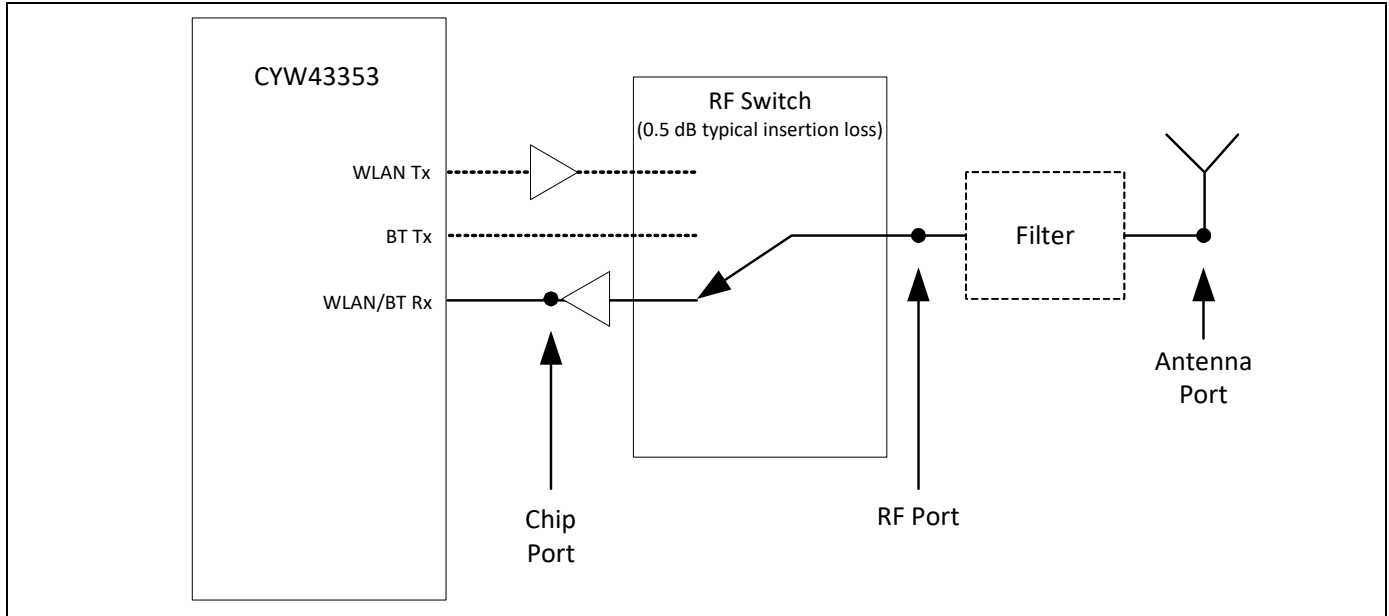 CYW43353
RF Switch
(0.5 dB typical insertion loss)
WLAN Tx
BT Tx
WLAN/BT Rx
Filter
Chip
Port
RF Port
Antenna
Port